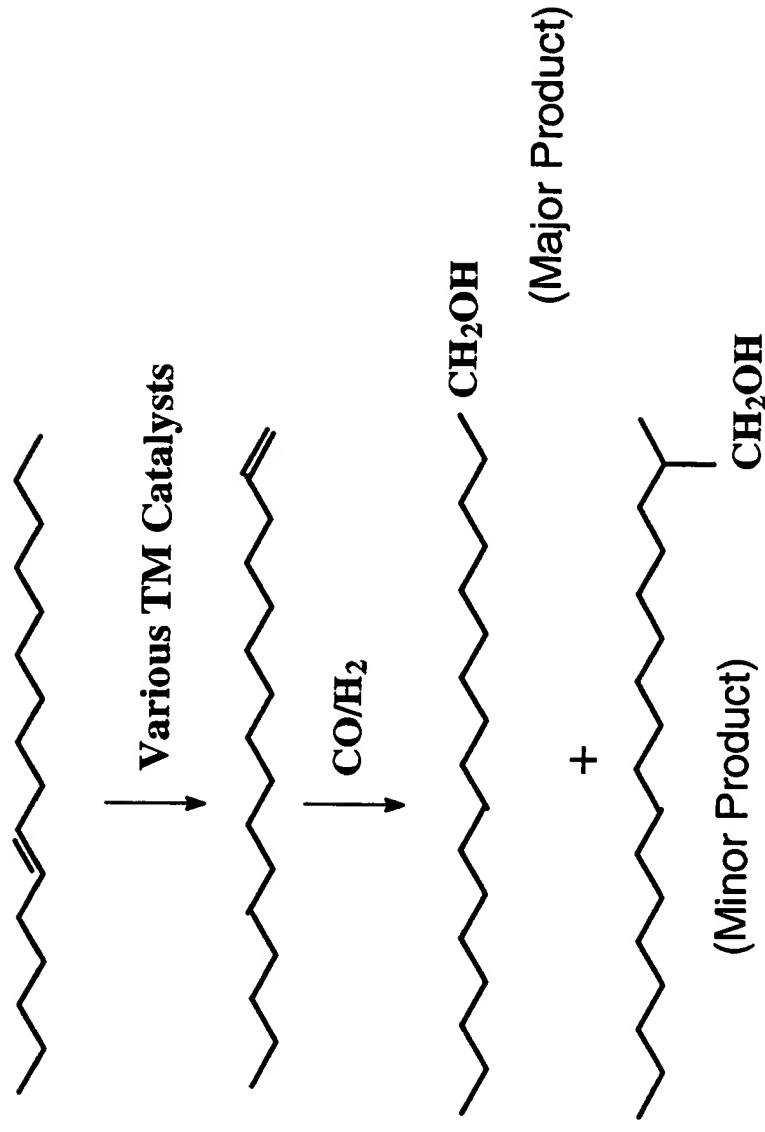 Various TM Catalysts
CO/H₂
CH₂OH
(Major Product)
+
CH₂OH
(Minor Product)